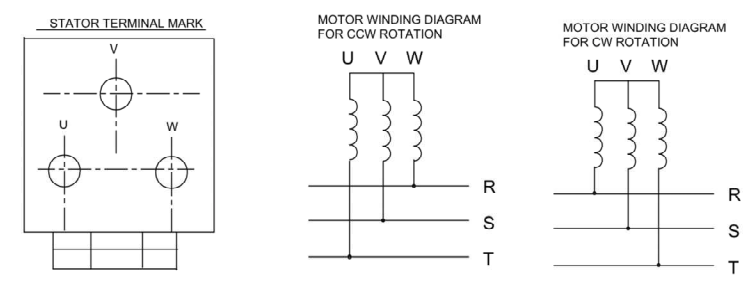 STATOR TERMINAL MARK
V
U W
MOTOR WINDING DIAGRAM
FOR CCW ROTATION
U V W
R
S
T
MOTOR WINDING DIAGRAM
FOR CW ROTATION
U V W
R
S
T